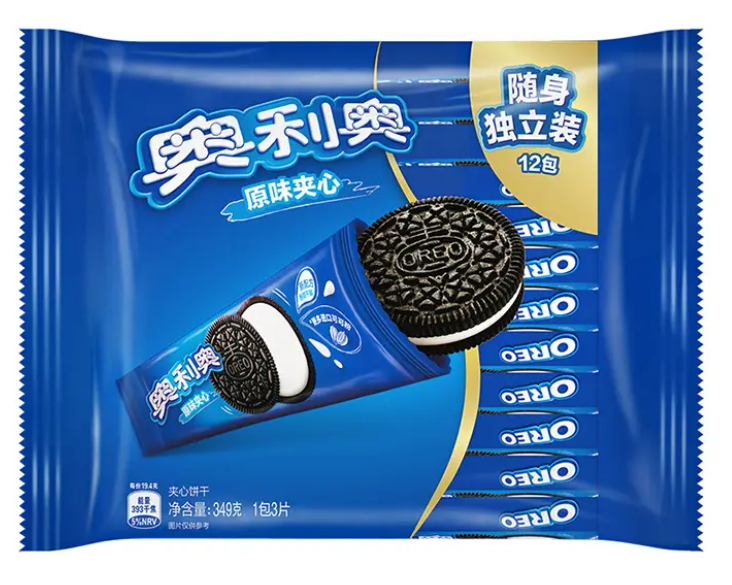 随身
独立装
12包
奥利奥
原味夹心
OREO
奥利奥
原味夹心
OREO
OREO
OREO
OREO
OREO
OREO
OREO
OREO
每份19.4克
能量
393千焦
5%NRV
夹心饼干
净含量:349克 1包3片
图片仅供参考